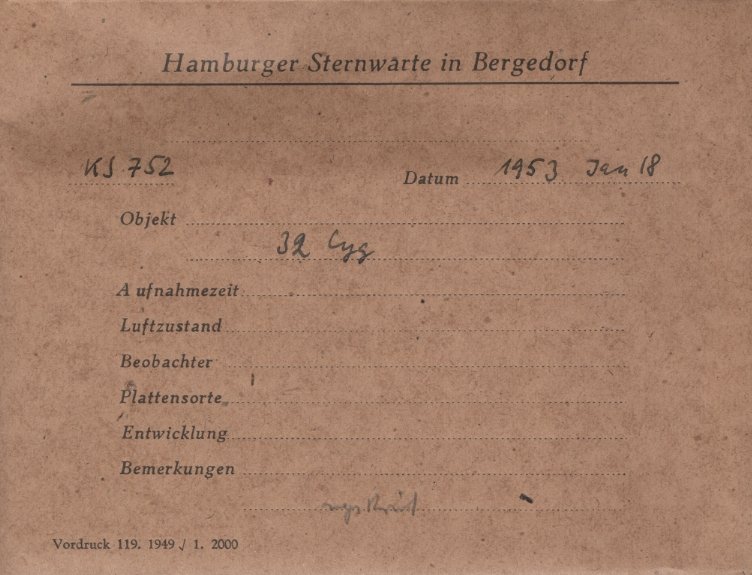 Hamburger Sternwarte in Bergedorf
KS 752 Datum 1953 Jan 18
Objekt
32 Cyg
Aufnahmezeit
Luftzustand
Beobachter
Plattensorte
Entwicklung
Bemerkungen
Vordruck 119. 1949 / 1. 2000